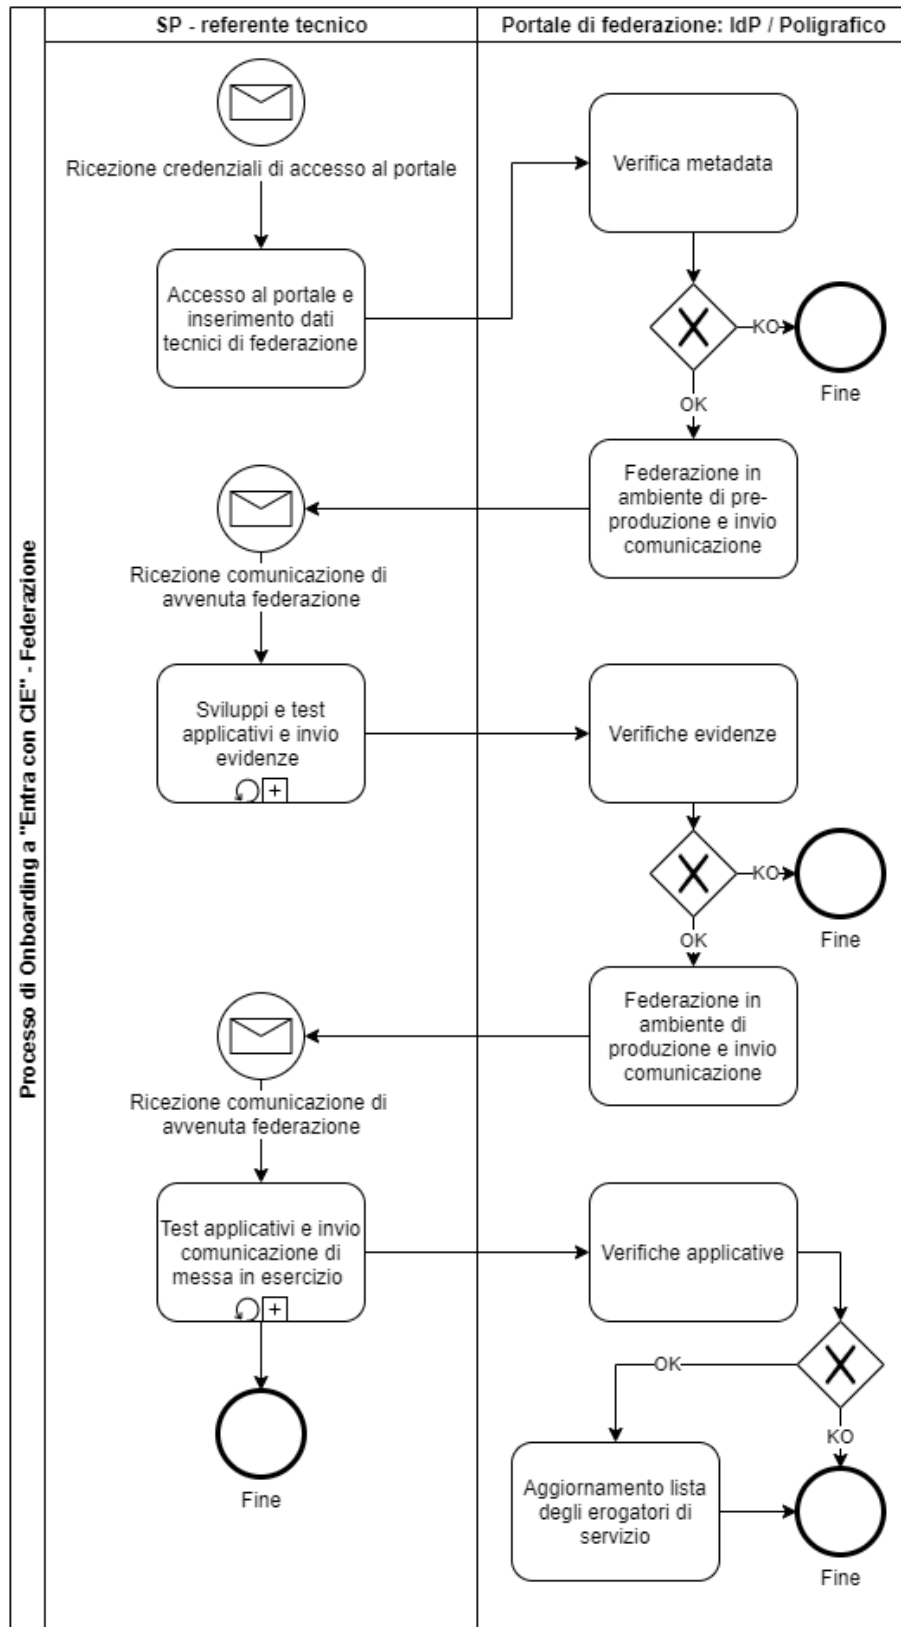 Processo di Onboarding a "Entra con CIE" - Federazione
SP - referente tecnico
Portale di federazione: IdP / Poligrafico
Ricezione credenziali di accesso al portale
Verifica metadata
Accesso al portale e
inserimento dati
tecnici di federazione
KO
Fine
OK
Federazione in
ambiente di pre-
produzione e invio
comunicazione
Ricezione comunicazione di
avvenuta federazione
Sviluppi e test
applicativi e invio
evidenze
Verifiche evidenze
KO
Fine
OK
Federazione in
ambiente di
produzione e invio
comunicazione
Ricezione comunicazione di
avvenuta federazione
Test applicativi e invio
comunicazione di
messa in esercizio
Verifiche applicative
OK
KO
Fine
Aggiornamento lista
degli erogatori di
servizio
Fine